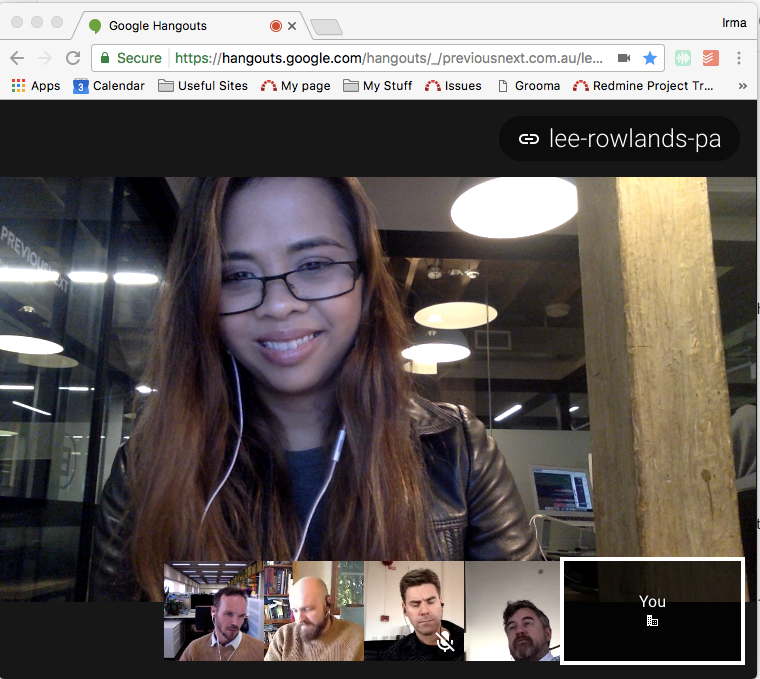 Google Hangouts
Irma
Secure
https://hangouts.google.com/hangouts/_/previousnext.com.au/le...
Apps
3
Calendar
Useful Sites
My page
My Stuff
Issues
Grooma
Redmine Project Tr...
»
lee-rowlands-pa
PREVIOUSNEXT
You